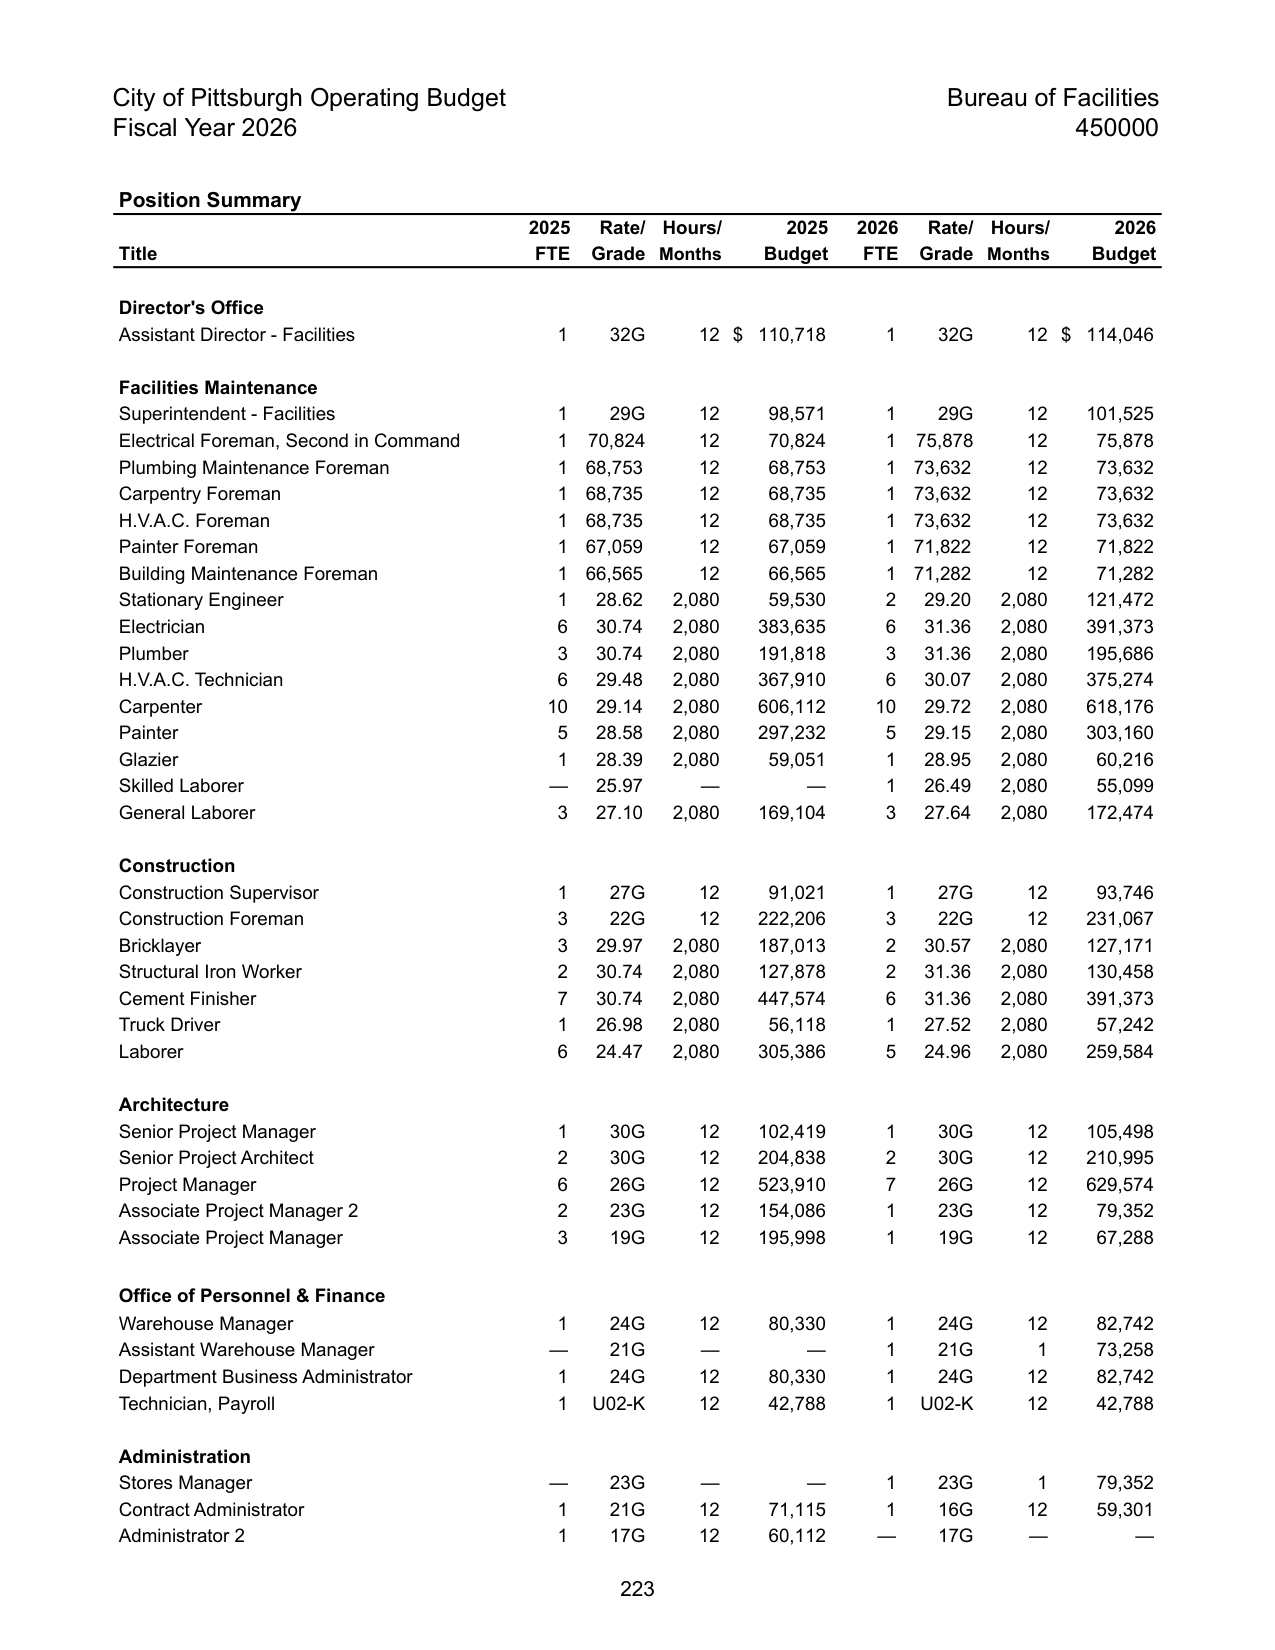 City of Pittsburgh Operating Budget Bureau of Facilities
Fiscal Year 2026 450000
Position Summary
2025 Rate/ Hours/ 2025 2026 Rate/ Hours/ 2026
Title FTE Grade Months Budget FTE Grade Months Budget
Director's Office
Assistant Director - Facilities 1 32G 12 $ 110,718 1 32G 12 $ 114,046
Facilities Maintenance
Superintendent - Facilities 1 29G 12 98,571 1 29G 12 101,525
Electrical Foreman, Second in Command 1 70,824 12 70,824 1 75,878 12 75,878
Plumbing Maintenance Foreman 1 68,753 12 68,753 1 73,632 12 73,632
Carpentry Foreman 1 68,735 12 68,735 1 73,632 12 73,632
H.V.A.C. Foreman 1 68,735 12 68,735 1 73,632 12 73,632
Painter Foreman 1 67,059 12 67,059 1 71,822 12 71,822
Building Maintenance Foreman 1 66,565 12 66,565 1 71,282 12 71,282
Stationary Engineer 1 28.62 2,080 59,530 2 29.20 2,080 121,472
Electrician 6 30.74 2,080 383,635 6 31.36 2,080 391,373
Plumber 3 30.74 2,080 191,818 3 31.36 2,080 195,686
H.V.A.C. Technician 6 29.48 2,080 367,910 6 30.07 2,080 375,274
Carpenter 10 29.14 2,080 606,112 10 29.72 2,080 618,176
Painter 5 28.58 2,080 297,232 5 29.15 2,080 303,160
Glazier 1 28.39 2,080 59,051 1 28.95 2,080 60,216
Skilled Laborer — 25.97 — — 1 26.49 2,080 55,099
General Laborer 3 27.10 2,080 169,104 3 27.64 2,080 172,474
Construction
Construction Supervisor 1 27G 12 91,021 1 27G 12 93,746
Construction Foreman 3 22G 12 222,206 3 22G 12 231,067
Bricklayer 3 29.97 2,080 187,013 2 30.57 2,080 127,171
Structural Iron Worker 2 30.74 2,080 127,878 2 31.36 2,080 130,458
Cement Finisher 7 30.74 2,080 447,574 6 31.36 2,080 391,373
Truck Driver 1 26.98 2,080 56,118 1 27.52 2,080 57,242
Laborer 6 24.47 2,080 305,386 5 24.96 2,080 259,584
Architecture
Senior Project Manager 1 30G 12 102,419 1 30G 12 105,498
Senior Project Architect 2 30G 12 204,838 2 30G 12 210,995
Project Manager 6 26G 12 523,910 7 26G 12 629,574
Associate Project Manager 2 2 23G 12 154,086 1 23G 12 79,352
Associate Project Manager 3 19G 12 195,998 1 19G 12 67,288
Office of Personnel & Finance
Warehouse Manager 1 24G 12 80,330 1 24G 12 82,742
Assistant Warehouse Manager — 21G — — 1 21G 1 73,258
Department Business Administrator 1 24G 12 80,330 1 24G 12 82,742
Technician, Payroll 1 U02-K 12 42,788 1 U02-K 12 42,788
Administration
Stores Manager — 23G — — 1 23G 1 79,352
Contract Administrator 1 21G 12 71,115 1 16G 12 59,301
Administrator 2 1 17G 12 60,112 — 17G — —
223